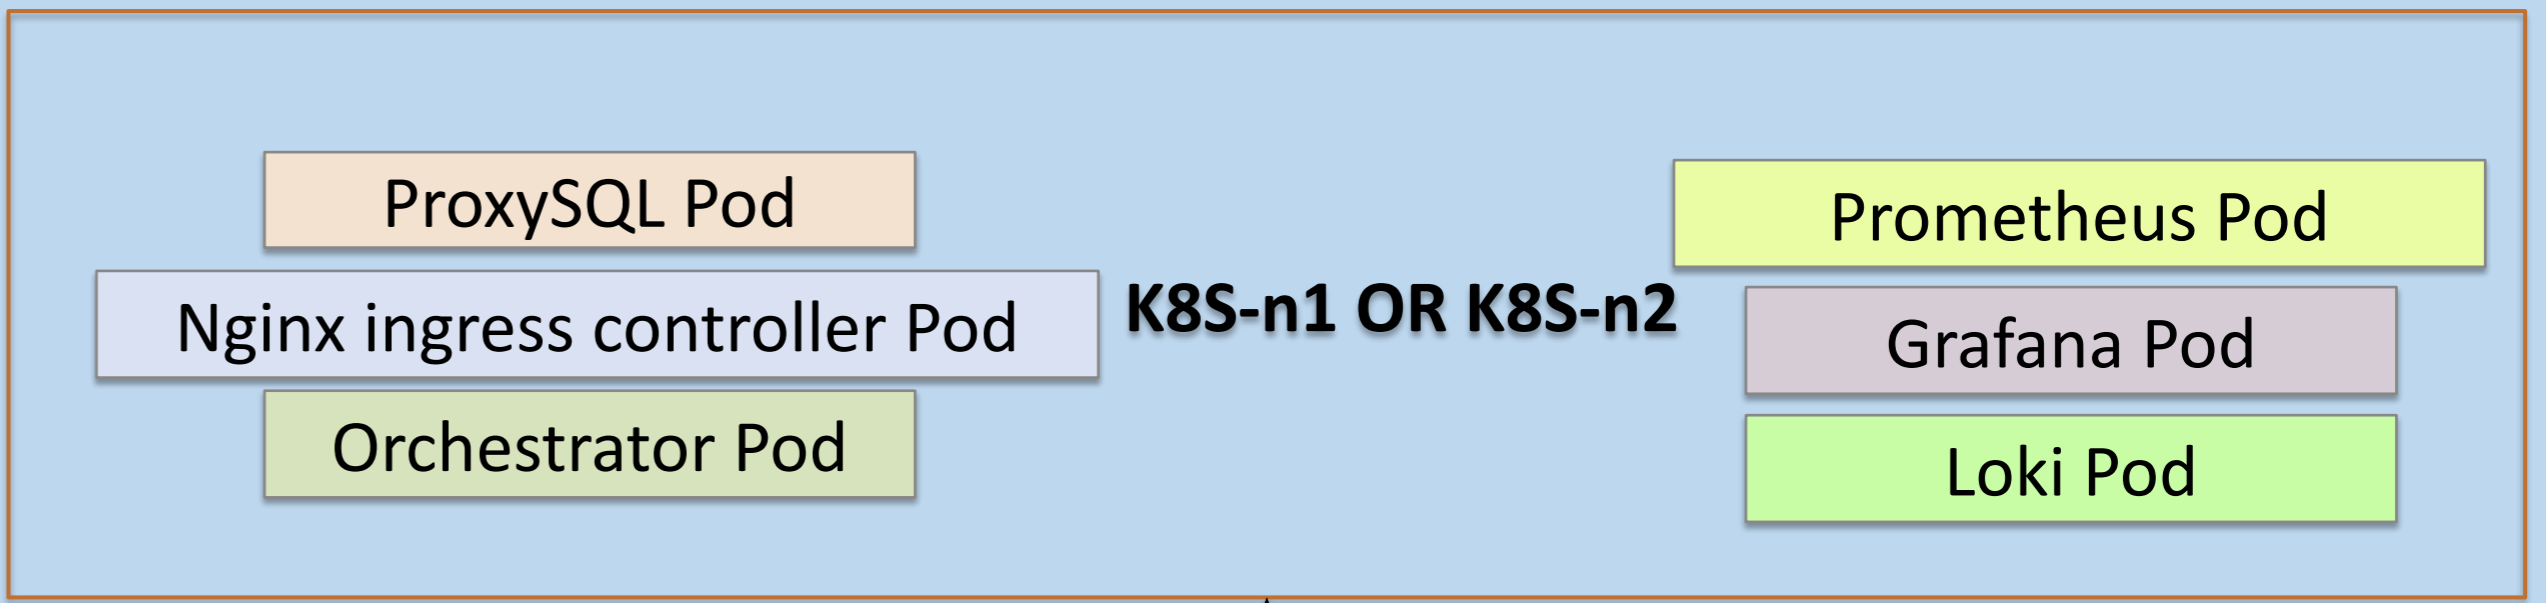 ProxySQL Pod
Nginx ingress controller Pod
Orchestrator Pod
K8S-n1 OR K8S-n2
Prometheus Pod
Grafana Pod
Loki Pod